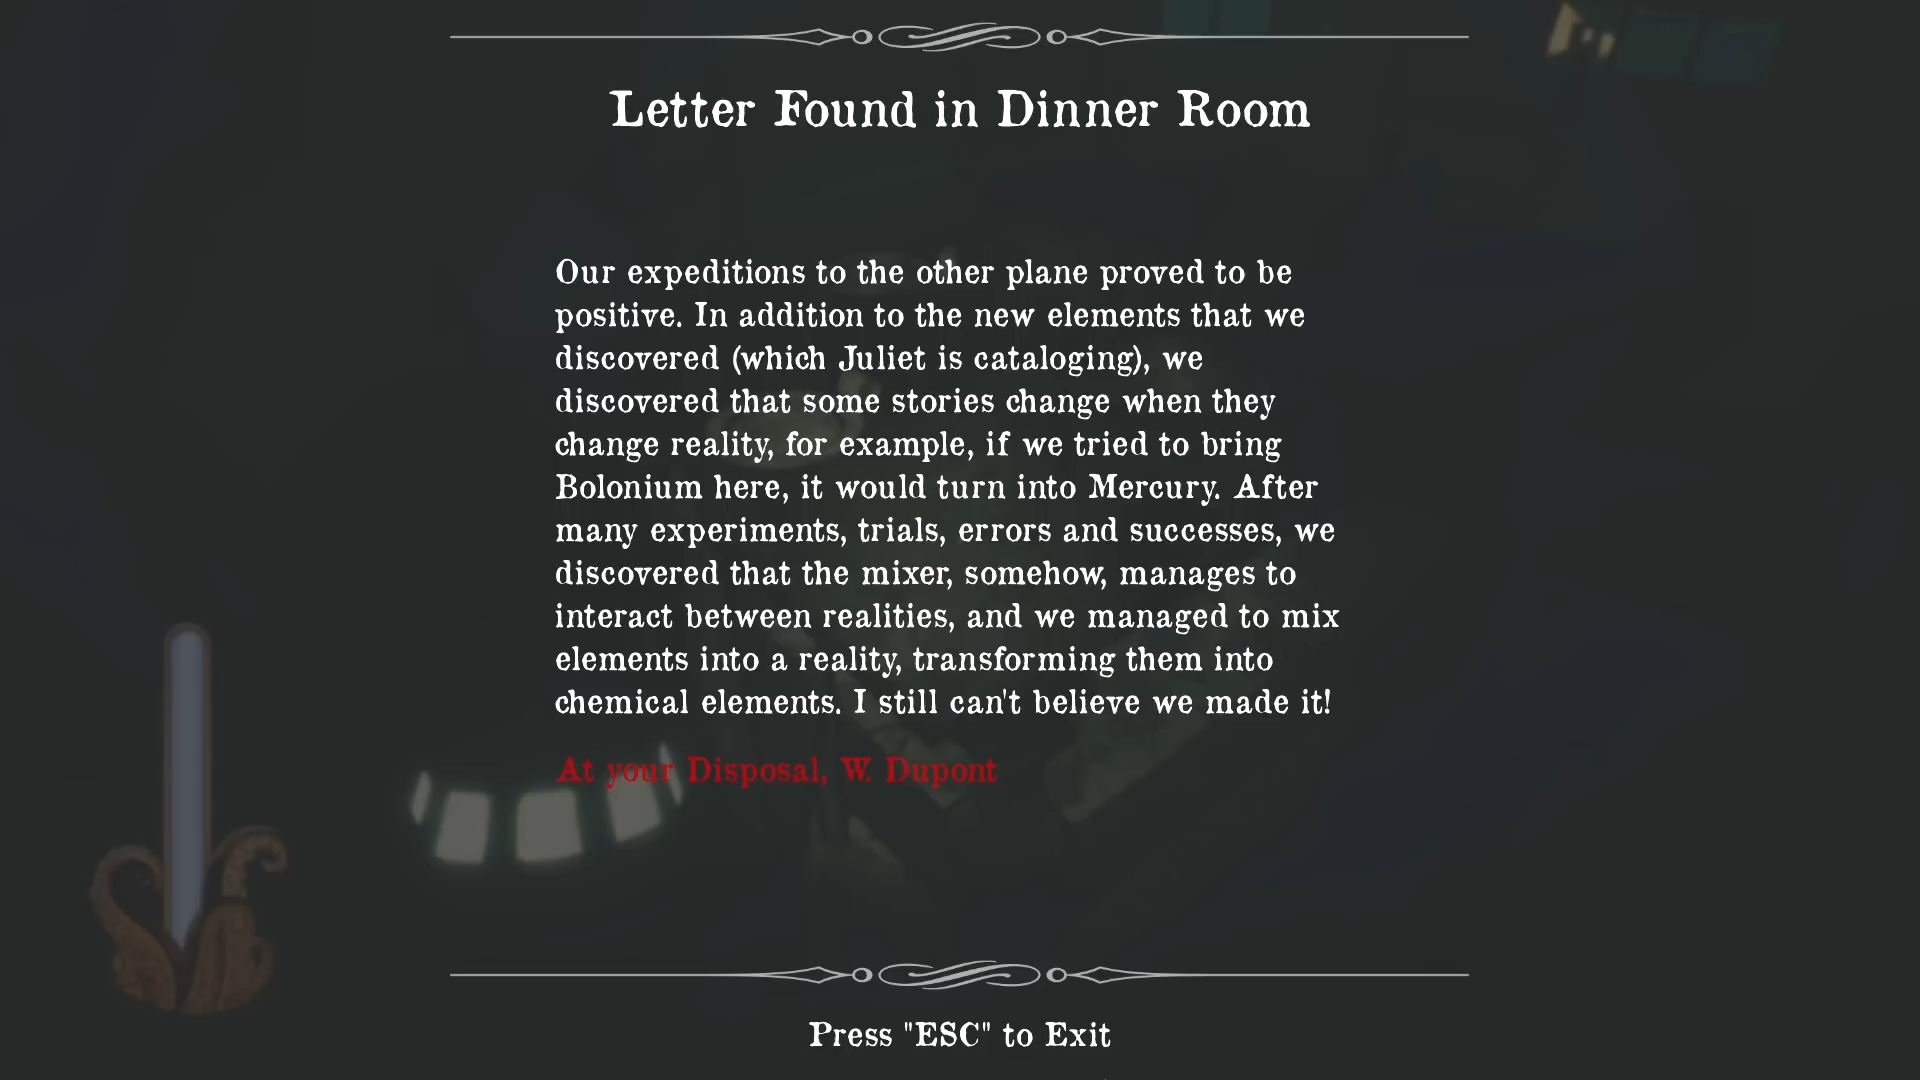 Letter Found in Dinner Room
Our expeditions to the other plane proved to be
positive. In addition to the new elements that we
discovered (which Juliet is cataloging), we
discovered that some stories change when they
change reality, for example, if we tried to bring
Bolonium here, it would turn into Mercury. After
many experiments, trials, errors and successes, we
discovered that the mixer, somehow, manages to
interact between realities, and we managed to mix
elements into a reality, transforming them into
chemical elements. I still can't believe we made it!
At your Disposal, W. Dupont
Press "ESC" to Exit